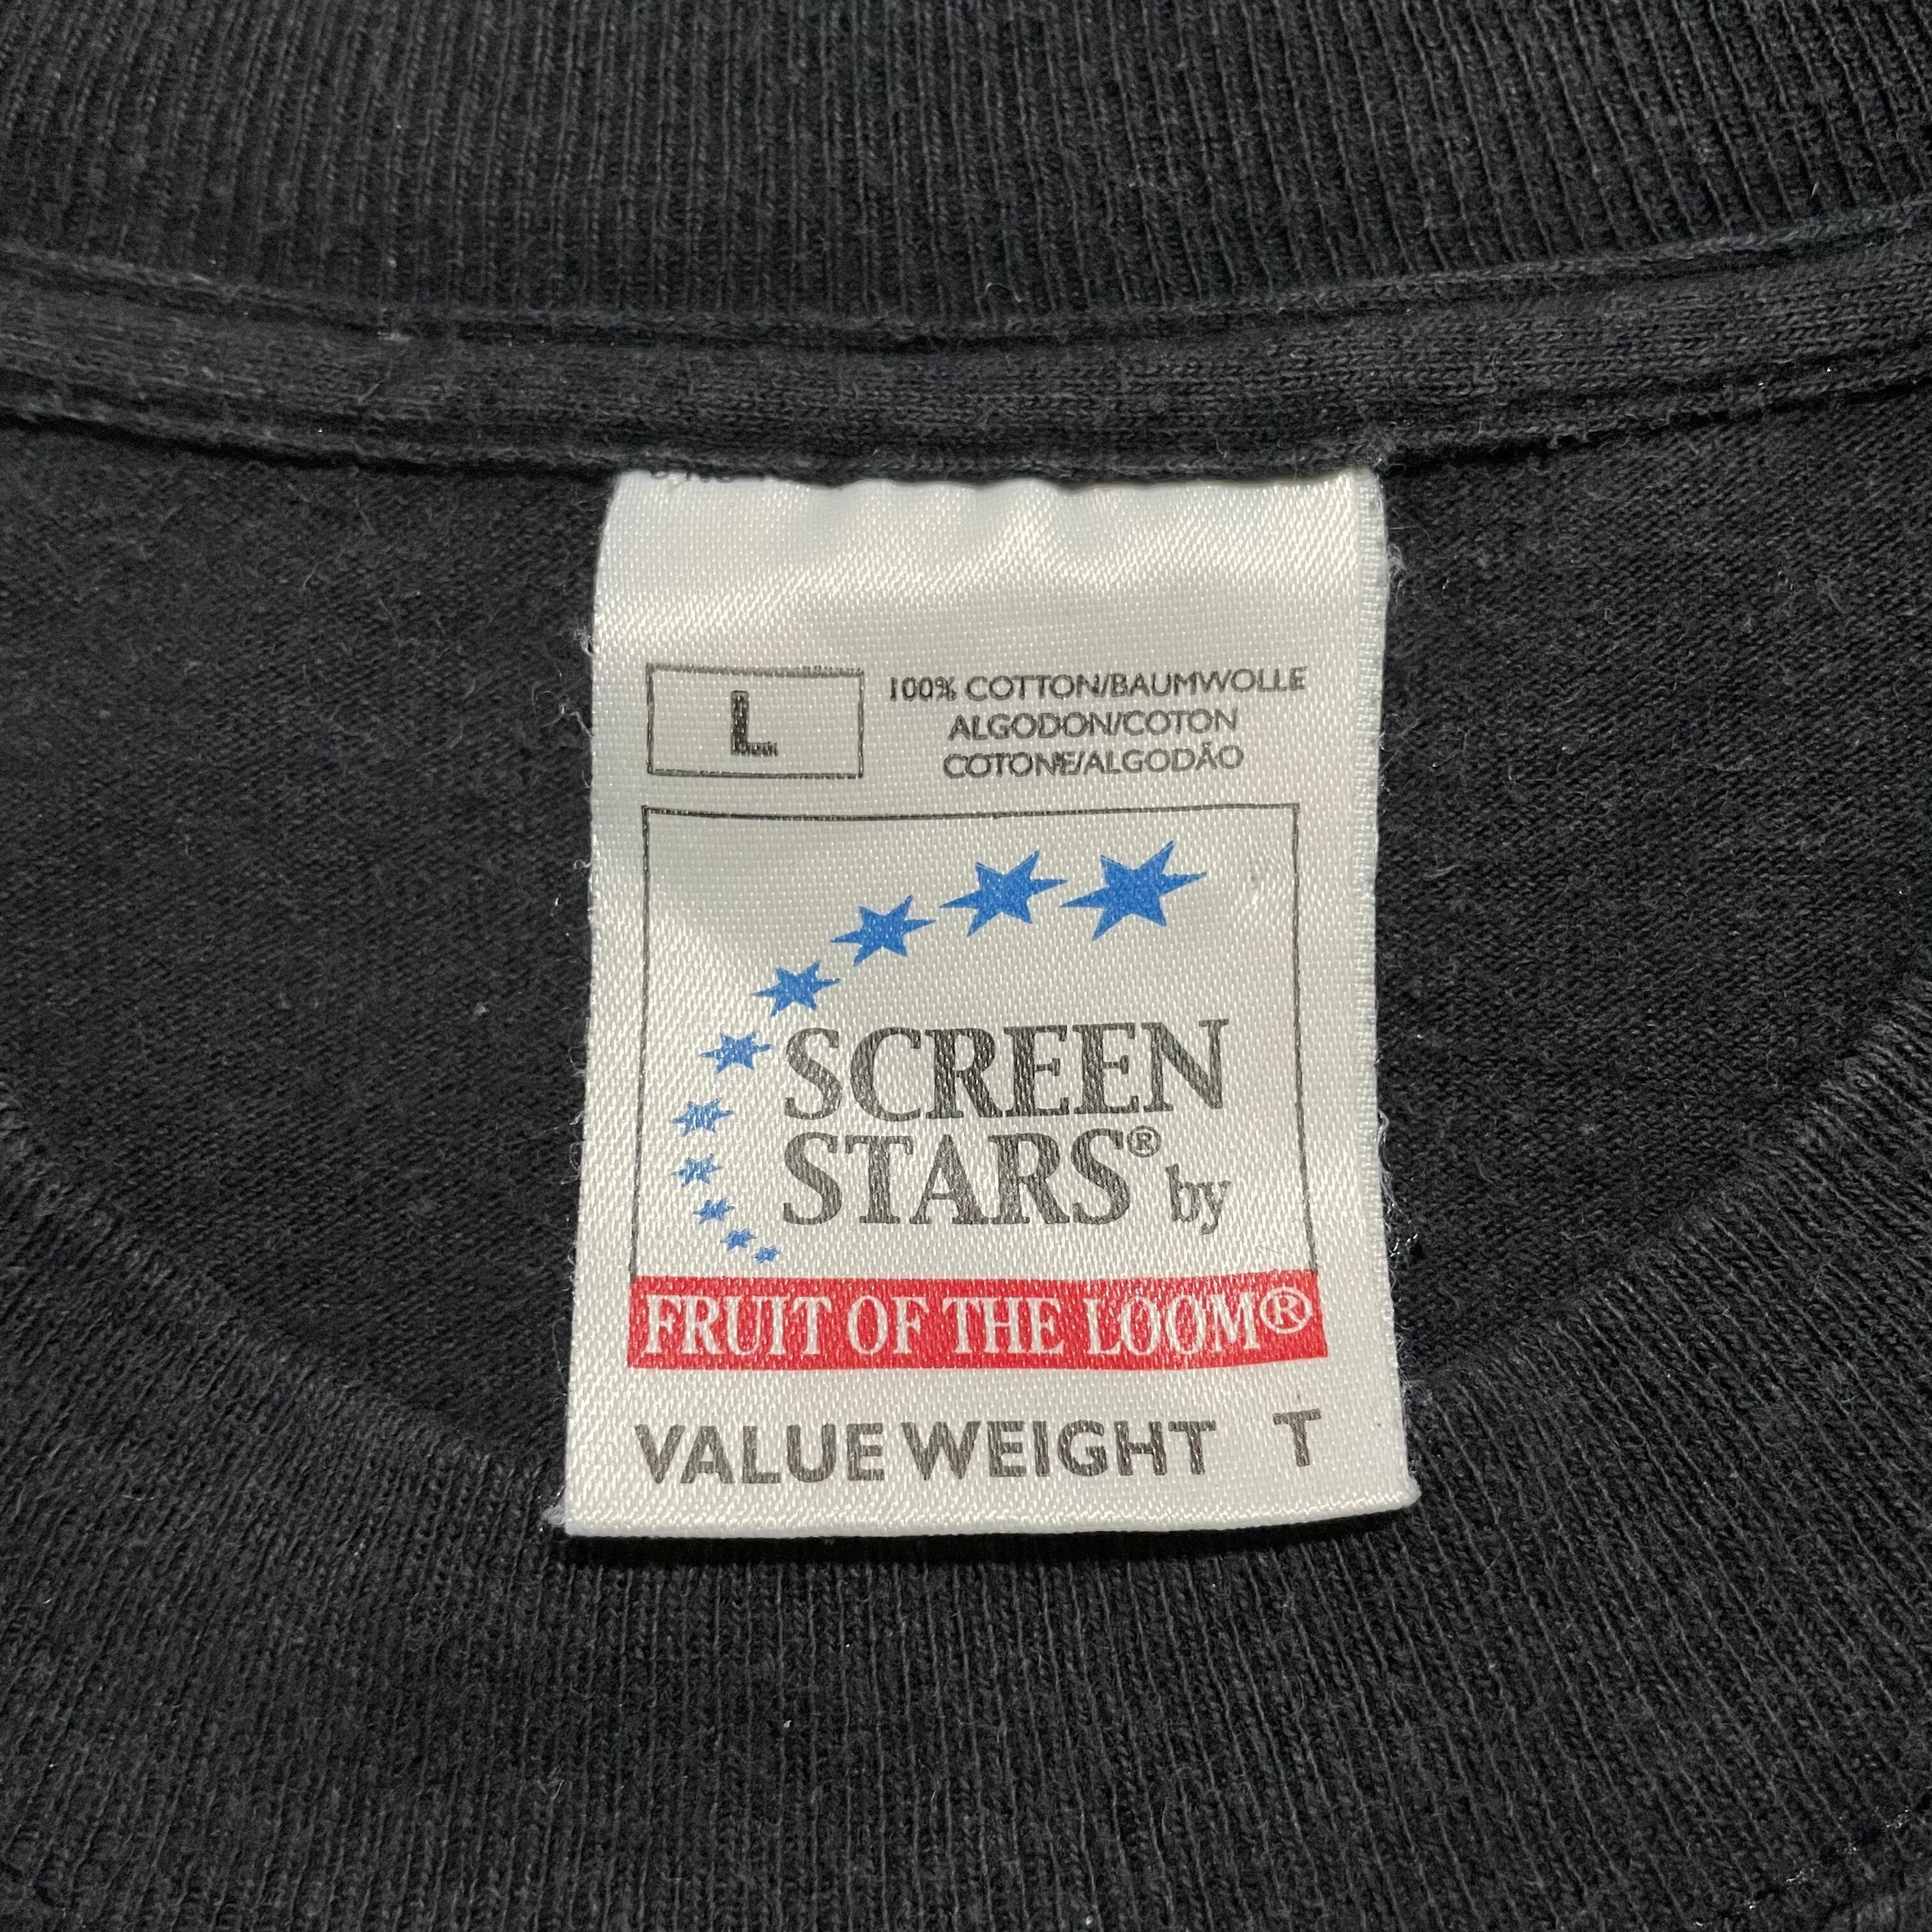 L
100% COTTON/BAUMWOLLE
ALGODON/COTON
COTONE/ALGODÃO
SCREEN
STARS® by
FRUIT OF THE LOOM®
VALUE WEIGHT T